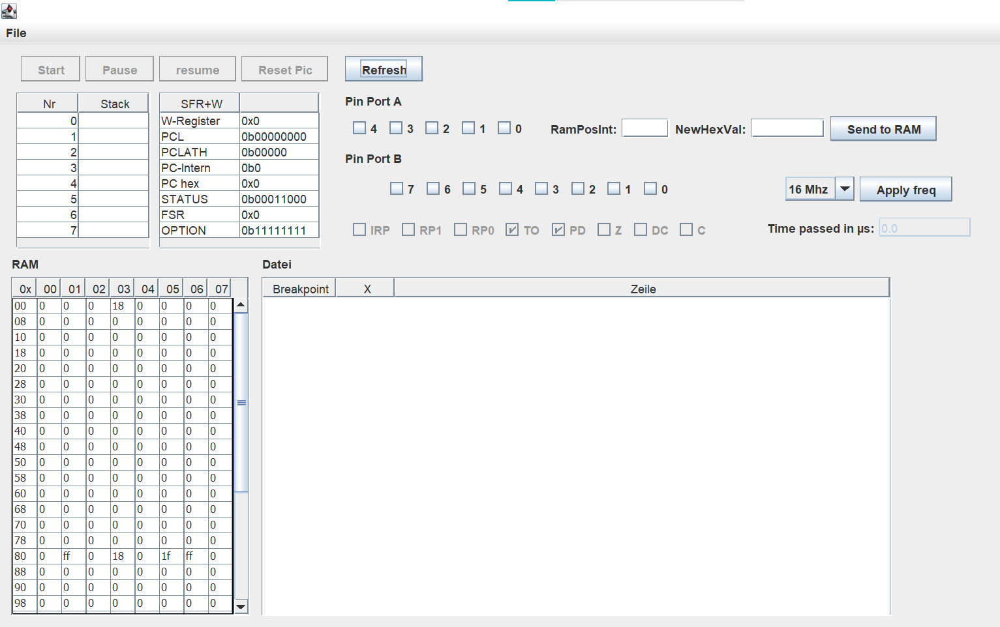 File
Start Pause resume Reset Pic Refresh
Nr Stack
0
1
2
3
4
5
6
7
SFR+W
W-Register 0x0
PCL 0b00000000
PCLATH 0b00000
PC-Intern 0b0
PC hex 0x0
STATUS 0b00011000
FSR 0x0
OPTION 0b11111111
Pin Port A
4 3 2 1 0 RamPosInt: NewHexVal: Send to RAM
Pin Port B
7 6 5 4 3 2 1 0 16 Mhz Apply freq
IRP RP1 RP0 TO PD Z DC C Time passed in µs: 0.0
RAM
0x 00 01 02 03 04 05 06 07
00 0 0 0 18 0 0 0 0
08 0 0 0 0 0 0 0 0
10 0 0 0 0 0 0 0 0
18 0 0 0 0 0 0 0 0
20 0 0 0 0 0 0 0 0
28 0 0 0 0 0 0 0 0
30 0 0 0 0 0 0 0 0
38 0 0 0 0 0 0 0 0
40 0 0 0 0 0 0 0 0
48 0 0 0 0 0 0 0 0
50 0 0 0 0 0 0 0 0
58 0 0 0 0 0 0 0 0
60 0 0 0 0 0 0 0 0
68 0 0 0 0 0 0 0 0
70 0 0 0 0 0 0 0 0
78 0 0 0 0 0 0 0 0
80 0 ff 0 18 0 1f ff 0
88 0 0 0 0 0 0 0 0
90 0 0 0 0 0 0 0 0
98 0 0 0 0 0 0 0 0
Datei
Breakpoint X Zeile